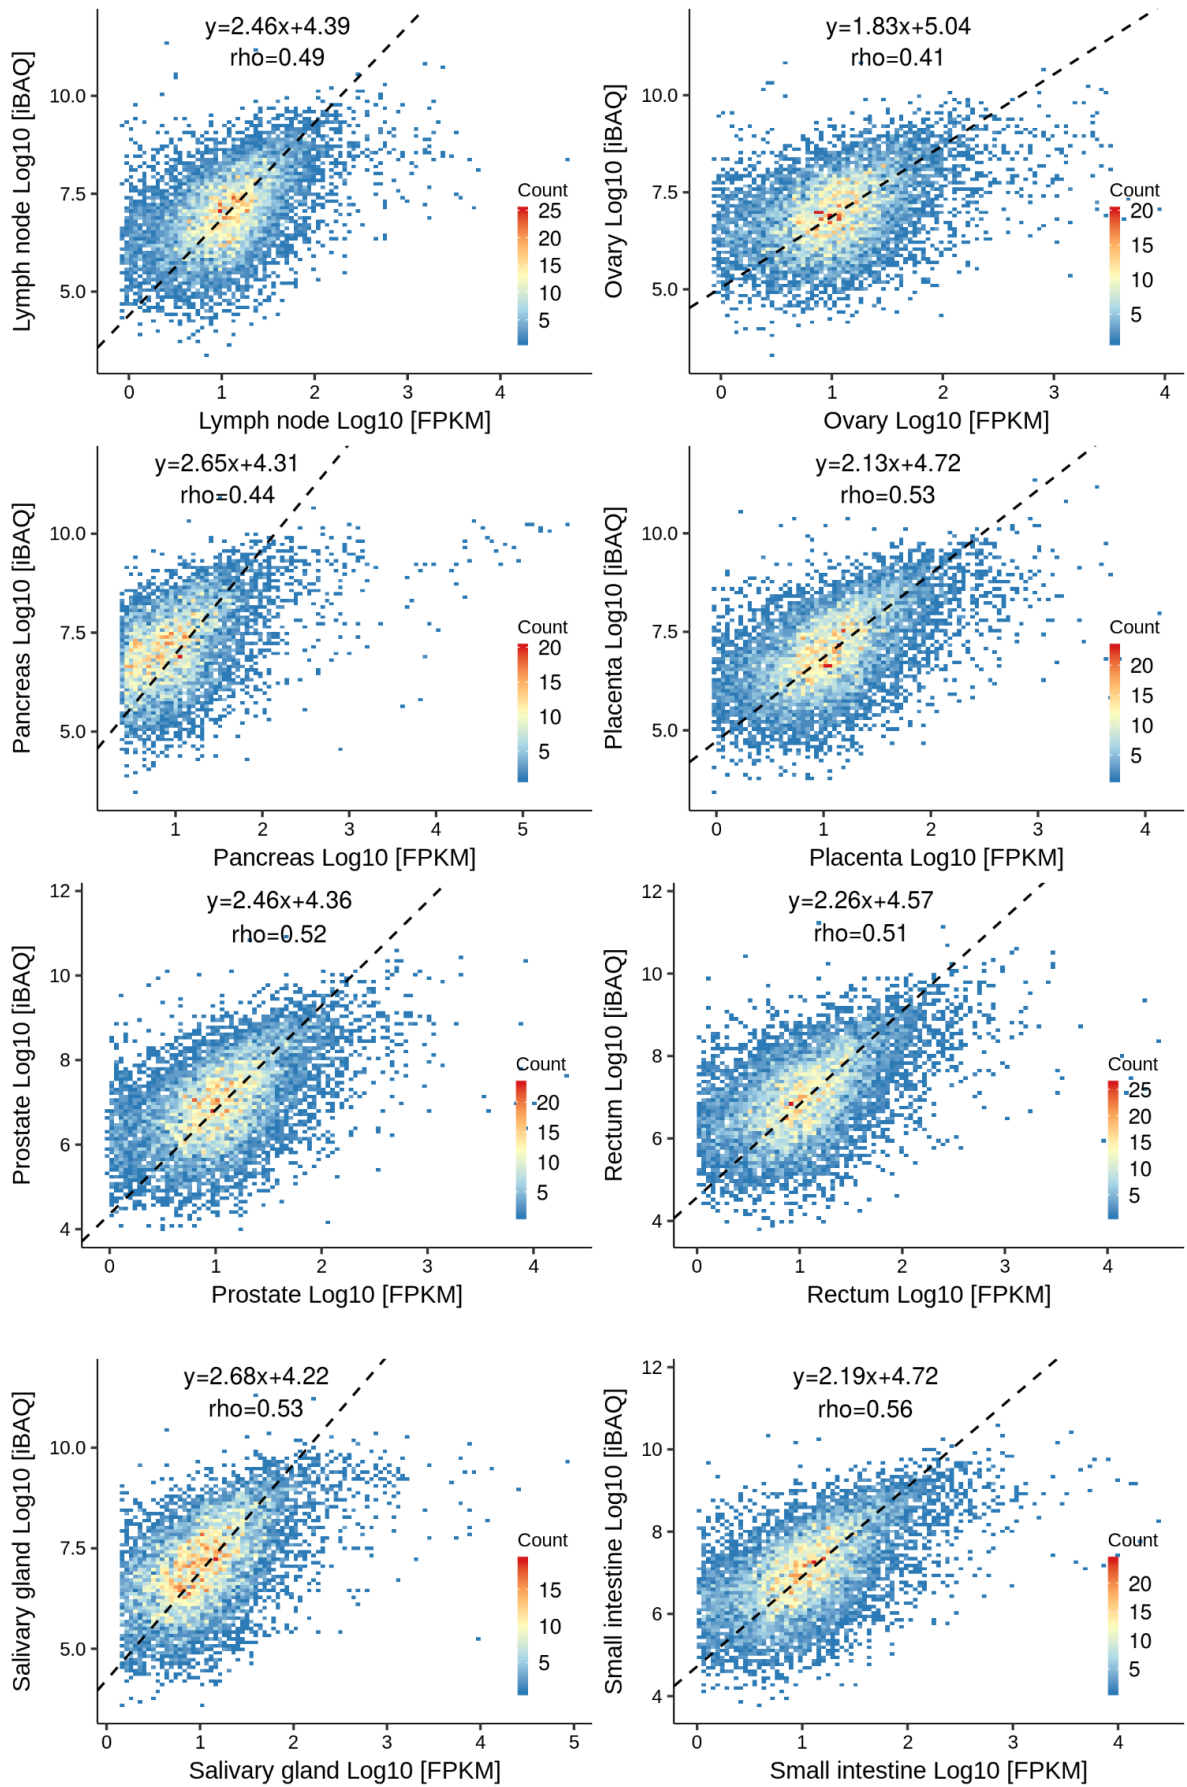 y=2.46x+4.39
rho=0.49
Lymph node Log10 [iBAQ]
10.0
7.5
5.0
Count
25
20
15
10
5
0 1 2 3 4
Lymph node Log10 [FPKM]
y=1.83x+5.04
rho=0.41
Ovary Log10 [iBAQ]
10.0
7.5
5.0
Count
20
15
10
5
0 1 2 3 4
Ovary Log10 [FPKM]
y=2.65x+4.31
rho=0.44
Pancreas Log10 [iBAQ]
10.0
7.5
5.0
Count
20
15
10
5
1 2 3 4 5
Pancreas Log10 [FPKM]
y=2.13x+4.72
rho=0.53
Placenta Log10 [iBAQ]
10.0
7.5
5.0
Count
20
15
10
5
0 1 2 3 4
Placenta Log10 [FPKM]
y=2.46x+4.36
rho=0.52
Prostate Log10 [iBAQ]
12
10
8
6
4
Count
20
15
10
5
0 1 2 3 4
Prostate Log10 [FPKM]
y=2.26x+4.57
rho=0.51
Rectum Log10 [iBAQ]
12
10
8
6
4
Count
25
20
15
10
5
0 1 2 3 4
Rectum Log10 [FPKM]
y=2.68x+4.22
rho=0.53
Salivary gland Log10 [iBAQ]
10.0
7.5
5.0
Count
15
10
5
0 1 2 3 4 5
Salivary gland Log10 [FPKM]
y=2.19x+4.72
rho=0.56
Small intestine Log10 [iBAQ]
12
10
8
6
4
Count
20
15
10
5
0 1 2 3 4
Small intestine Log10 [FPKM]